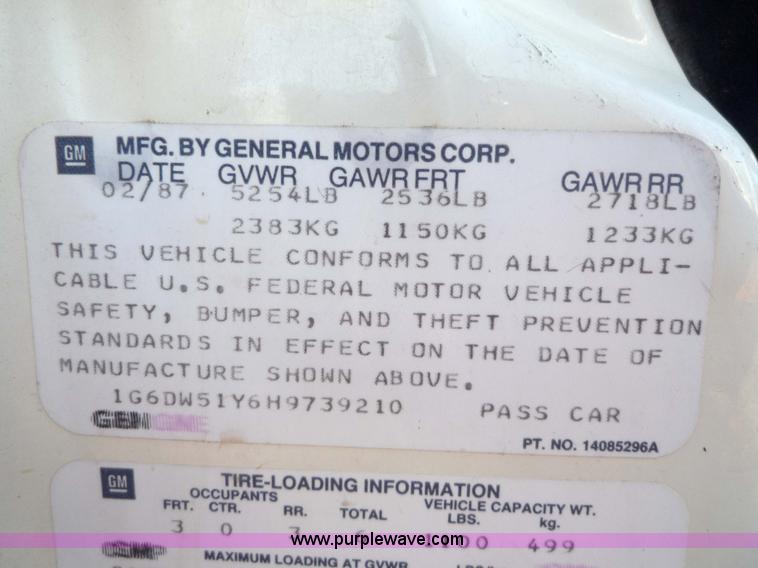 GM MFG. BY GENERAL MOTORS CORP.
DATE GVWR GAWR FRT GAWR RR
02/87 5254LB 2536LB 2718LB
2383KG 1150KG 1233KG
THIS VEHICLE CONFORMS TO ALL APPLI-
CABLE U.S. FEDERAL MOTOR VEHICLE
SAFETY, BUMPER, AND THEFT PREVENTION
STANDARDS IN EFFECT ON THE DATE OF
MANUFACTURE SHOWN ABOVE.
1G6DW51Y6H9739210 PASS CAR
PT. NO. 14085296A
GM TIRE-LOADING INFORMATION
OCCUPANTS VEHICLE CAPACITY WT.
FRT. CTR. RR. TOTAL LBS. kg.
3 0 3 6 1100 499
www.purplewave.com
MAXIMUM LOADING AT GVWR